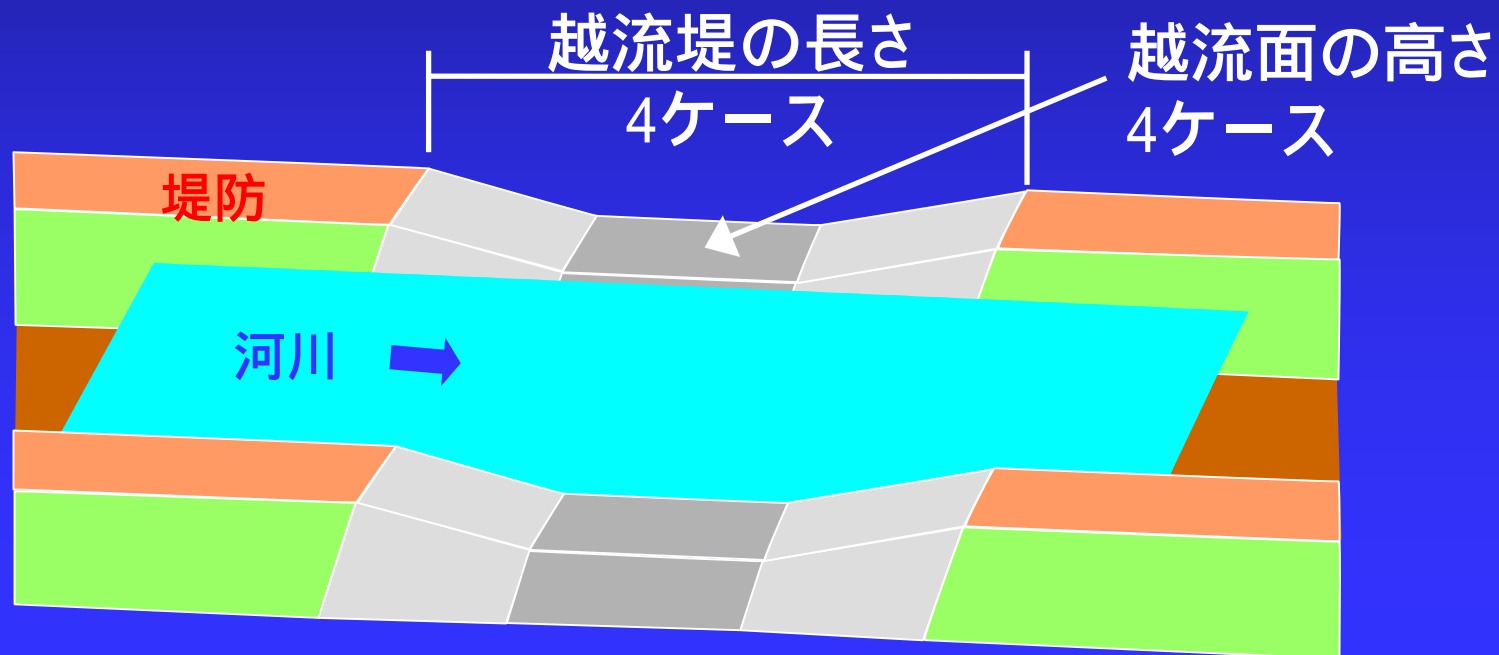 越流堤の長さ
4ケース
越流面の高さ
4ケース
堤防
河川